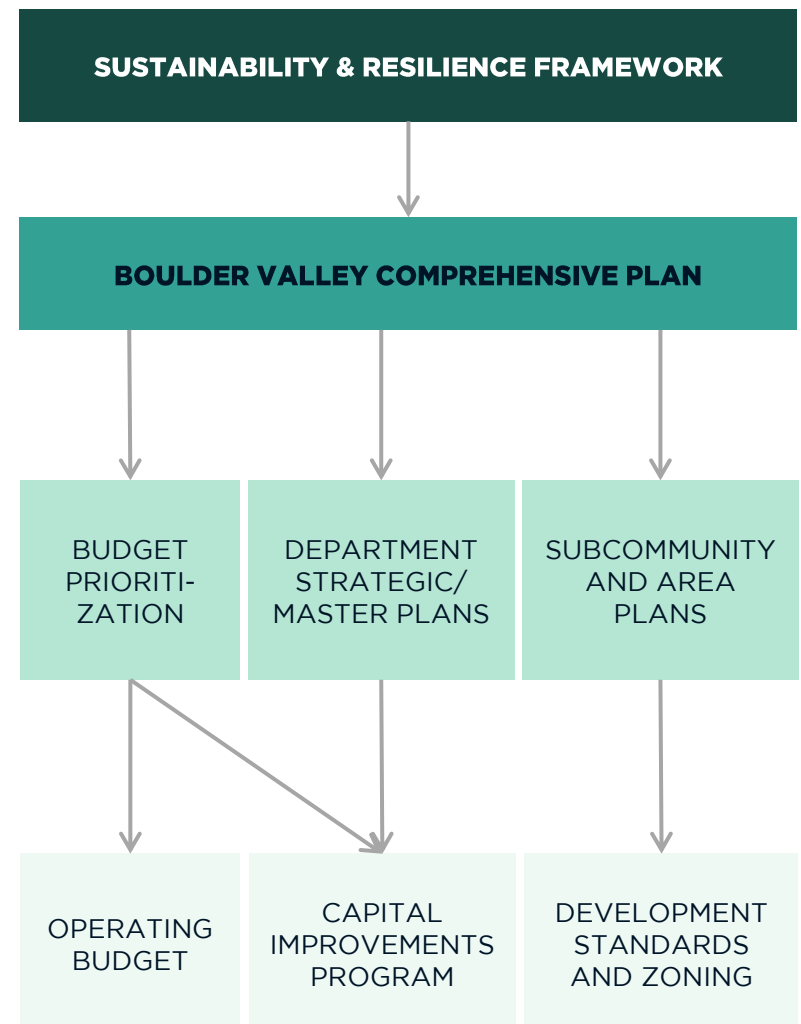 SUSTAINABILITY & RESILIENCE FRAMEWORK
BOULDER VALLEY COMPREHENSIVE PLAN
BUDGET
PRIORITI-
ZATION
DEPARTMENT
STRATEGIC/
MASTER PLANS
SUBCOMMUNITY
AND AREA
PLANS
OPERATING
BUDGET
CAPITAL
IMPROVEMENTS
PROGRAM
DEVELOPMENT
STANDARDS
AND ZONING